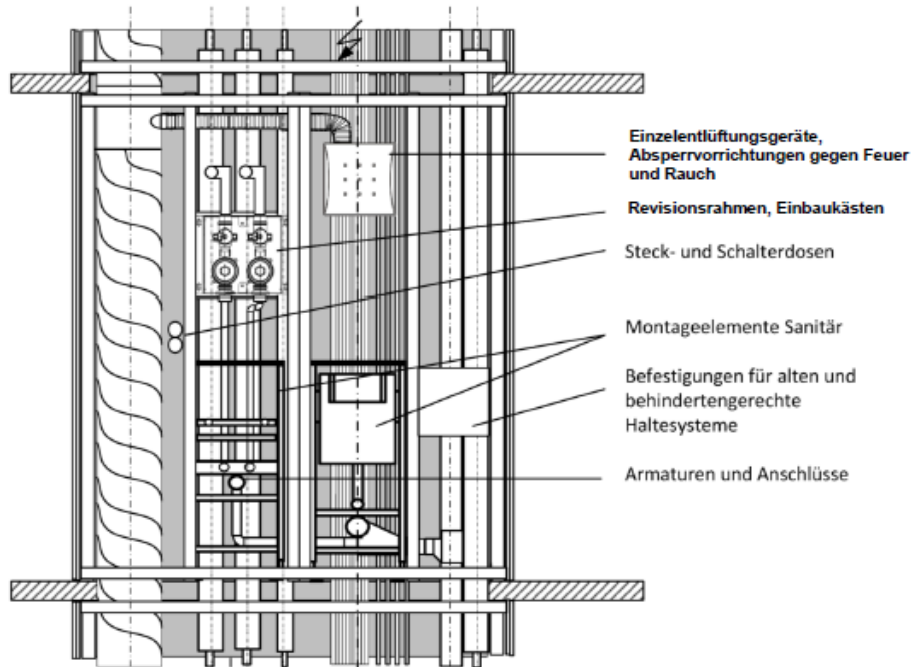 Einzelentlüftungsgeräte,
Absperrvorrichtungen gegen Feuer
und Rauch
Revisionsrahmen, Einbaukästen
Steck- und Schalterdosen
Montageelemente Sanitär
Befestigungen für alten und
behindertengerechte
Haltesysteme
Armaturen und Anschlüsse